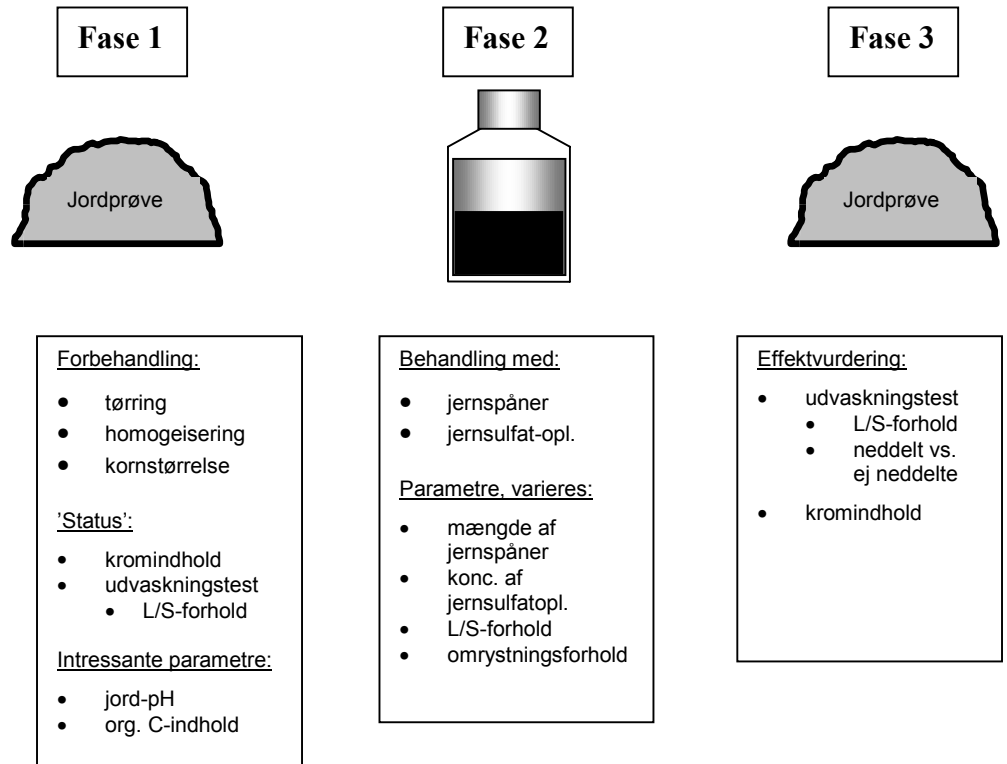 Fase 1
Fase 2
Fase 3
Jordprøve
Jordprøve
Forbehandling:
• tørring
• homogeisering
• kornstørrelse
'Status':
• kromindhold
• udvaskningstest
• L/S-forhold
Intressante parametre:
• jord-pH
• org. C-indhold
Behandling med:
• jernspåner
• jernsulfat-opl.
Parametre, varieres:
• mængde af
jernspåner
• konc. af
jernsulfatopl.
• L/S-forhold
• omrystningsforhold
Effektvurdering:
• udvaskningstest
• L/S-forhold
• neddelt vs.
ej neddelte
• kromindhold